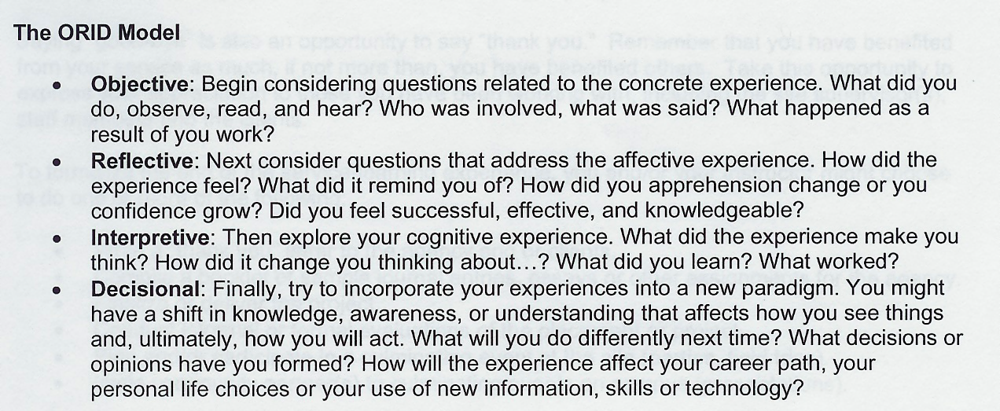 The ORID Model
• Objective: Begin considering questions related to the concrete experience. What did you
do, observe, read, and hear? Who was involved, what was said? What happened as a
result of you work?
• Reflective: Next consider questions that address the affective experience. How did the
experience feel? What did it remind you of? How did you apprehension change or you
confidence grow? Did you feel successful, effective, and knowledgeable?
• Interpretive: Then explore your cognitive experience. What did the experience make you
think? How did it change you thinking about…? What did you learn? What worked?
• Decisional: Finally, try to incorporate your experiences into a new paradigm. You might
have a shift in knowledge, awareness, or understanding that affects how you see things
and, ultimately, how you will act. What will you do differently next time? What decisions or
opinions have you formed? How will the experience affect your career path, your
personal life choices or your use of new information, skills or technology?